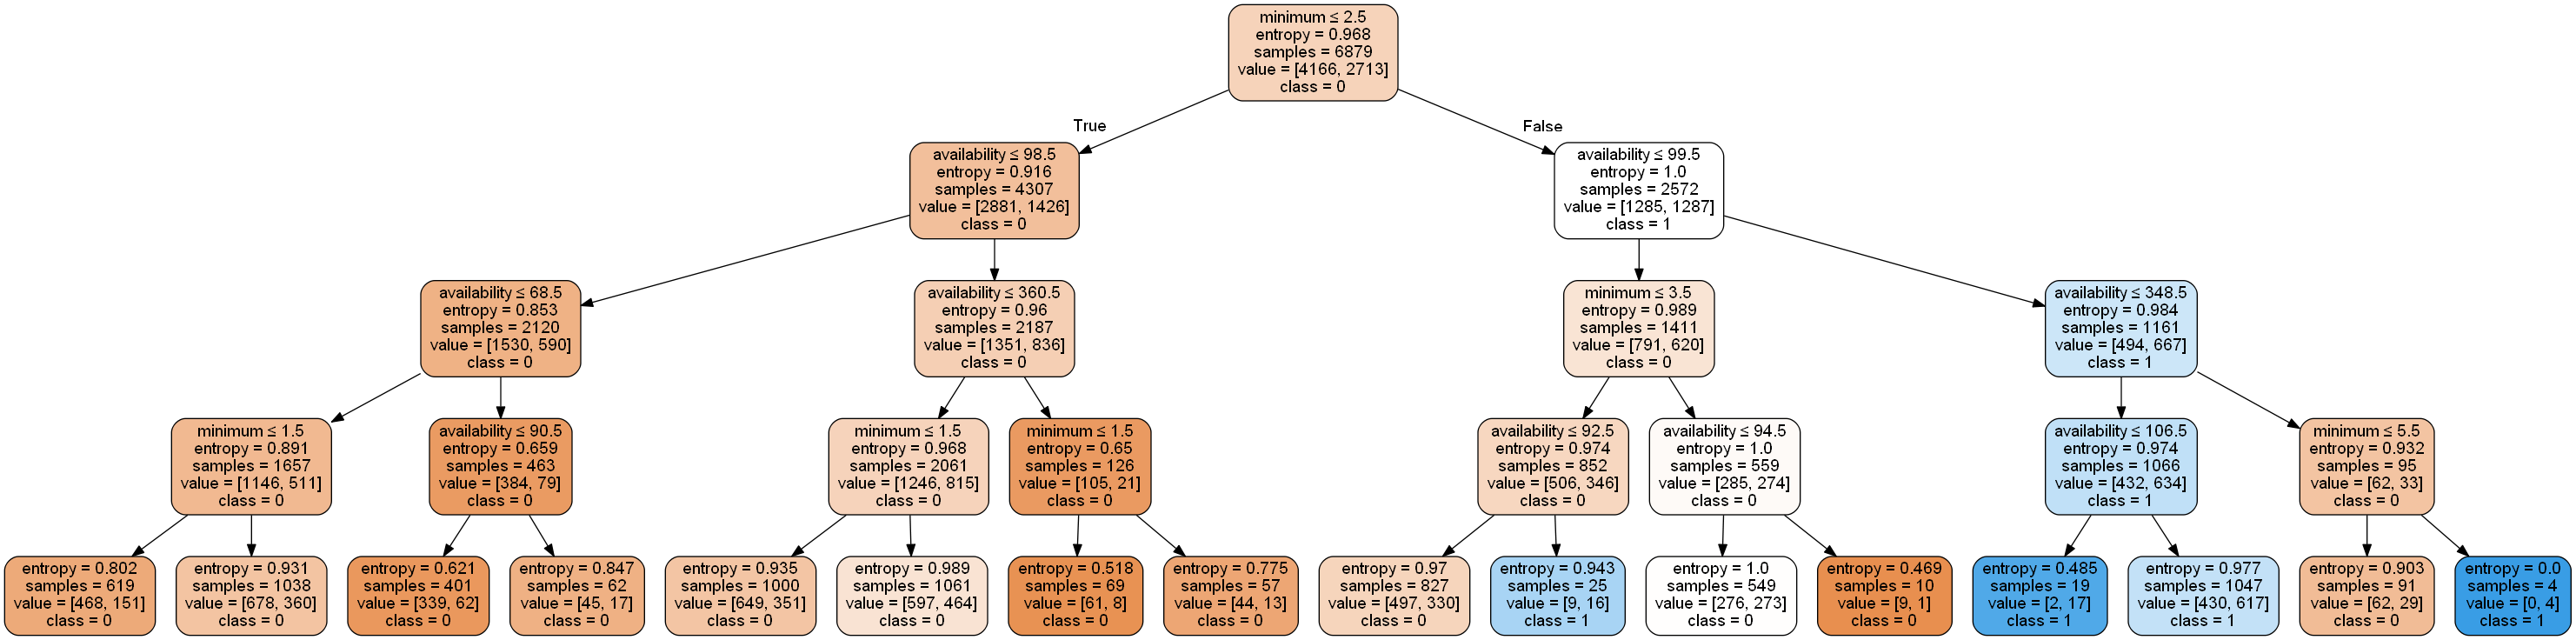 minimum ≤ 2.5
entropy = 0.968
samples = 6879
value = [4166, 2713]
class = 0
True
False
availability ≤ 98.5
entropy = 0.916
samples = 4307
value = [2881, 1426]
class = 0
availability ≤ 99.5
entropy = 1.0
samples = 2572
value = [1285, 1287]
class = 1
availability ≤ 68.5
entropy = 0.853
samples = 2120
value = [1530, 590]
class = 0
availability ≤ 360.5
entropy = 0.96
samples = 2187
value = [1351, 836]
class = 0
minimum ≤ 3.5
entropy = 0.989
samples = 1411
value = [791, 620]
class = 0
availability ≤ 348.5
entropy = 0.984
samples = 1161
value = [494, 667]
class = 1
minimum ≤ 1.5
entropy = 0.891
samples = 1657
value = [1146, 511]
class = 0
availability ≤ 90.5
entropy = 0.659
samples = 463
value = [384, 79]
class = 0
minimum ≤ 1.5
entropy = 0.968
samples = 2061
value = [1246, 815]
class = 0
minimum ≤ 1.5
entropy = 0.65
samples = 126
value = [105, 21]
class = 0
availability ≤ 92.5
entropy = 0.974
samples = 852
value = [506, 346]
class = 0
availability ≤ 94.5
entropy = 1.0
samples = 559
value = [285, 274]
class = 0
availability ≤ 106.5
entropy = 0.974
samples = 1066
value = [432, 634]
class = 1
minimum ≤ 5.5
entropy = 0.932
samples = 95
value = [62, 33]
class = 0
entropy = 0.802
samples = 619
value = [468, 151]
class = 0
entropy = 0.931
samples = 1038
value = [678, 360]
class = 0
entropy = 0.621
samples = 401
value = [339, 62]
class = 0
entropy = 0.847
samples = 62
value = [45, 17]
class = 0
entropy = 0.935
samples = 1000
value = [649, 351]
class = 0
entropy = 0.989
samples = 1061
value = [597, 464]
class = 0
entropy = 0.518
samples = 69
value = [61, 8]
class = 0
entropy = 0.775
samples = 57
value = [44, 13]
class = 0
entropy = 0.97
samples = 827
value = [497, 330]
class = 0
entropy = 0.943
samples = 25
value = [9, 16]
class = 1
entropy = 1.0
samples = 549
value = [276, 273]
class = 0
entropy = 0.469
samples = 10
value = [9, 1]
class = 0
entropy = 0.485
samples = 19
value = [2, 17]
class = 1
entropy = 0.977
samples = 1047
value = [430, 617]
class = 1
entropy = 0.903
samples = 91
value = [62, 29]
class = 0
entropy = 0.0
samples = 4
value = [0, 4]
class = 1